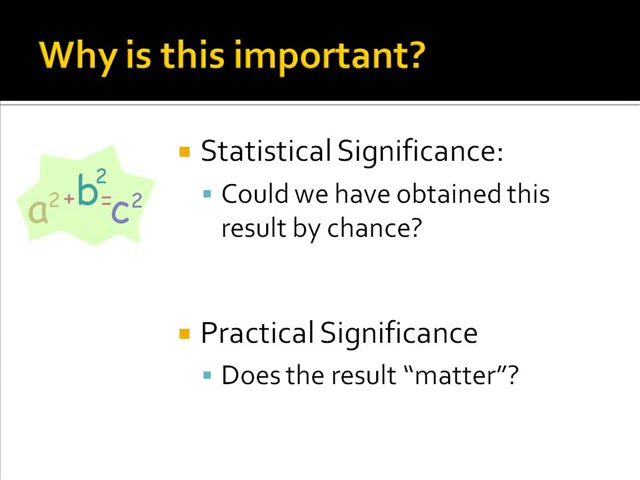 Why is this important?
a² + b² = c²
Statistical Significance:
Could we have obtained this
result by chance?
Practical Significance
Does the result “matter”?